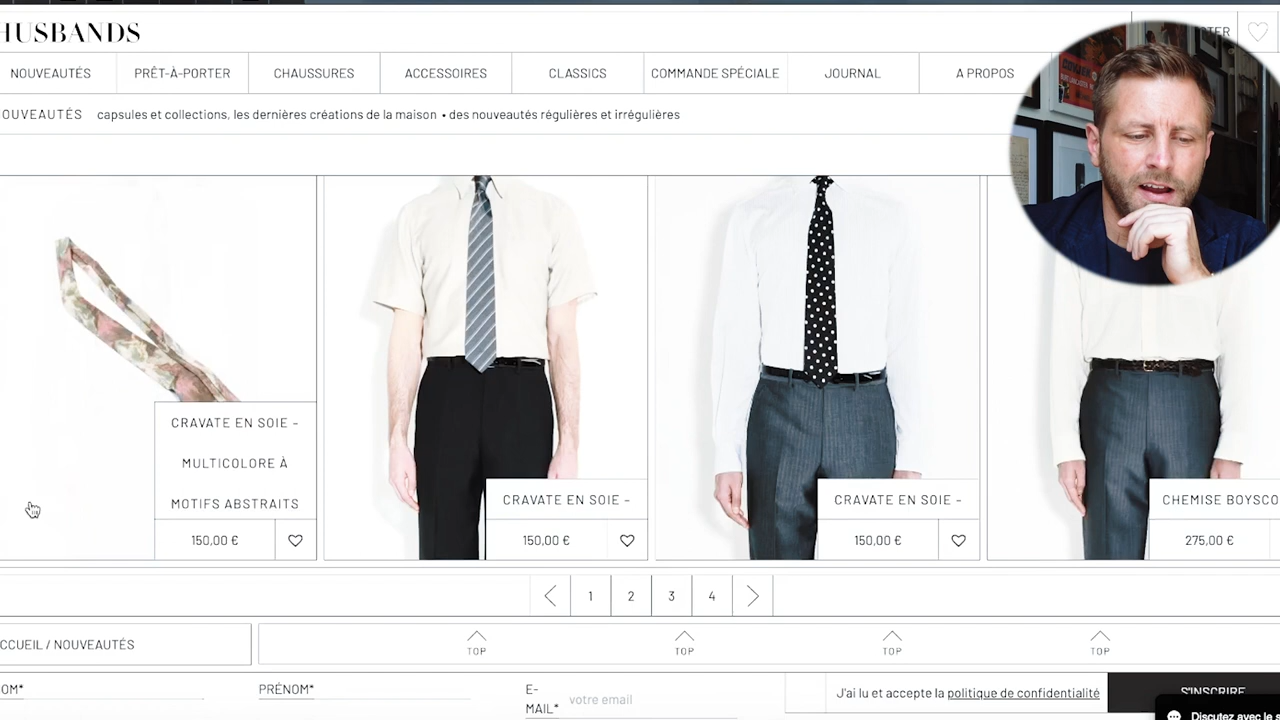 HUSBANDS
NOUVEAUTÉS PRÊT-À-PORTER CHAUSSURES ACCESSOIRES CLASSICS COMMANDE SPÉCIALE JOURNAL A PROPOS
OUVEAUTÉS capsules et collections, les dernières créations de la maison • des nouveautés régulières et irrégulières
CRAVATE EN SOIE –
MULTICOLORE À
MOTIFS ABSTRAITS
150,00 €
CRAVATE EN SOIE –
150,00 €
CRAVATE EN SOIE –
150,00 €
CHEMISE BOYSCO
275,00 €
1 2 3 4
CCUEIL / NOUVEAUTÉS
TOP TOP TOP TOP
OM*
PRÉNOM*
E-
MAIL*
votre email
J'ai lu et accepte la politique de confidentialité
S'INSCRIRE
Discutez avec le s